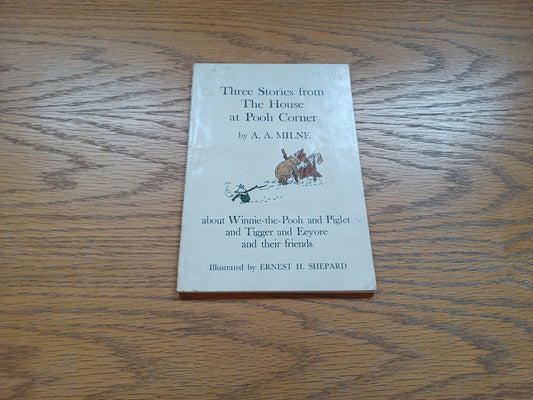 Three Stories from
The House
at Pooh Corner
by A. A. MILNE
about Winnie-the-Pooh and Piglet
and Tigger and Eeyore
and their friends
Illustrated by ERNEST H. SHEPARD